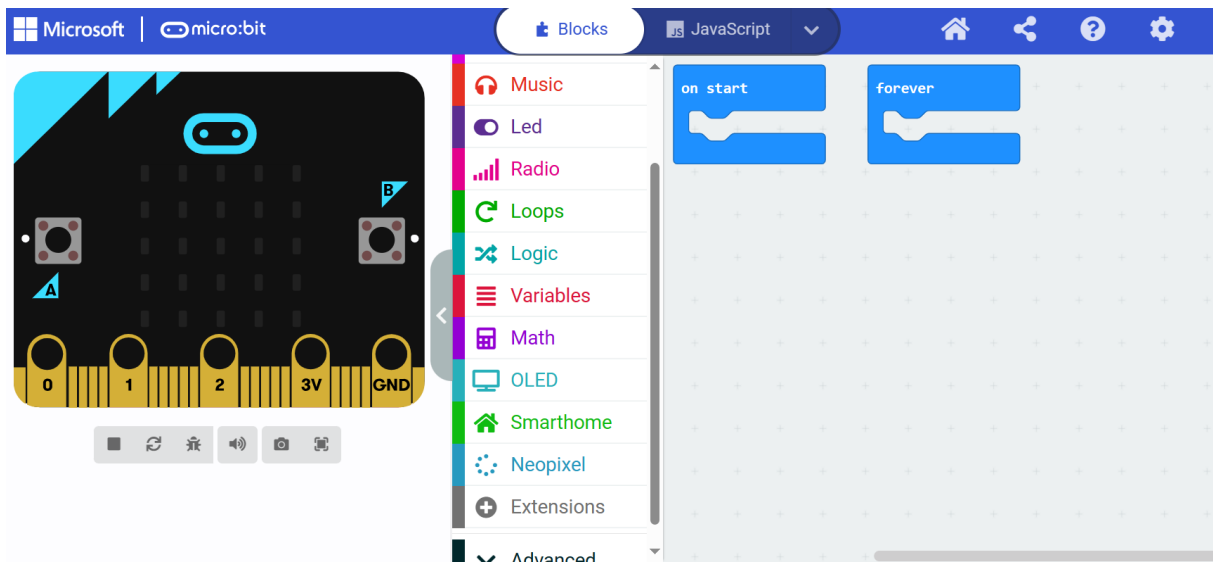 Microsoft micro:bit Blocks JS JavaScript
Music
Led
Radio
Loops
Logic
Variables
Math
OLED
Smarthome
Neopixel
Extensions
Advanced
on start
forever
B
A
0 1 2 3V GND